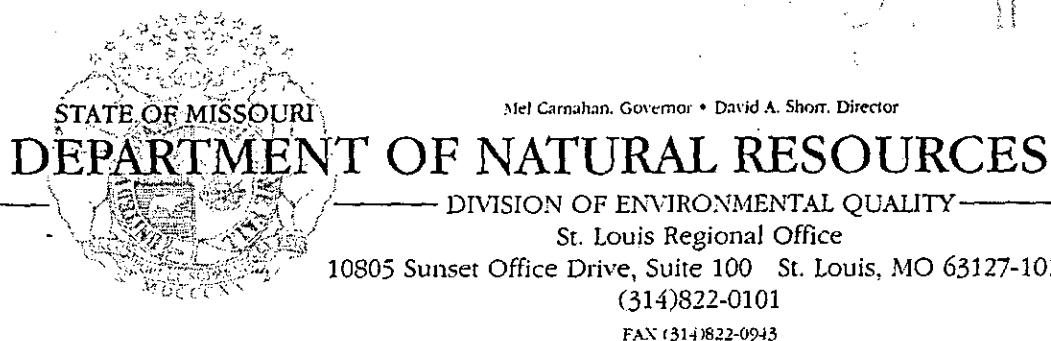 STATE OF MISSOURI
Mel Carnahan, Governor • David A. Shorr, Director
DEPARTMENT OF NATURAL RESOURCES
DIVISION OF ENVIRONMENTAL QUALITY
St. Louis Regional Office
10805 Sunset Office Drive, Suite 100 St. Louis, MO
(314)822-0101
FAX (314)822-0943